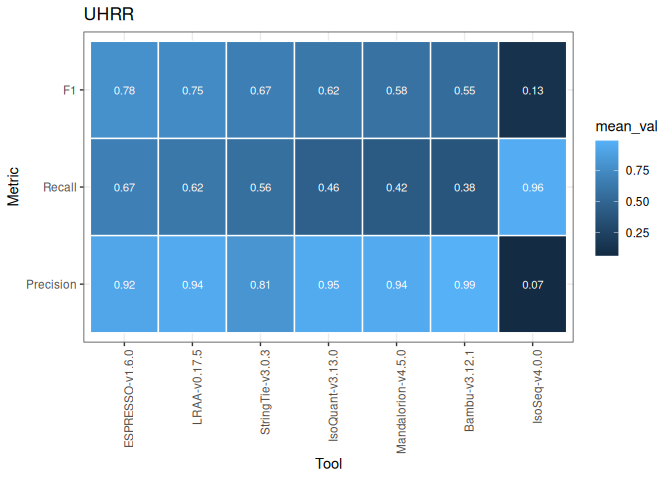 UHRR
Metric
F1
0.78 0.75 0.67 0.62 0.58 0.55 0.13
Recall
0.67 0.62 0.56 0.46 0.42 0.38 0.96
Precision
0.92 0.94 0.81 0.95 0.94 0.99 0.07
ESPRESSO-v1.6.0
LRAA-v0.17.5
StringTie-v3.0.3
IsoQuant-v3.13.0
Mandalorion-v4.5.0
Bambu-v3.12.1
IsoSeq-v4.0.0
Tool
mean_val
0.75
0.50
0.25